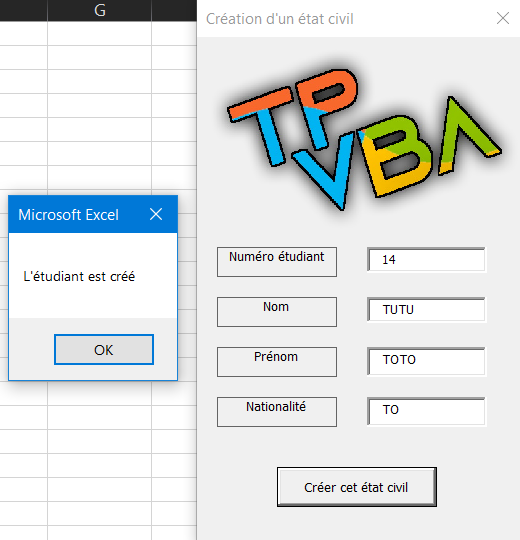 G
Création d'un état civil
TP
VBA
Microsoft Excel
L'étudiant est créé
OK
Numéro étudiant 14
Nom TUTU
Prénom TOTO
Nationalité TO
Créer cet état civil